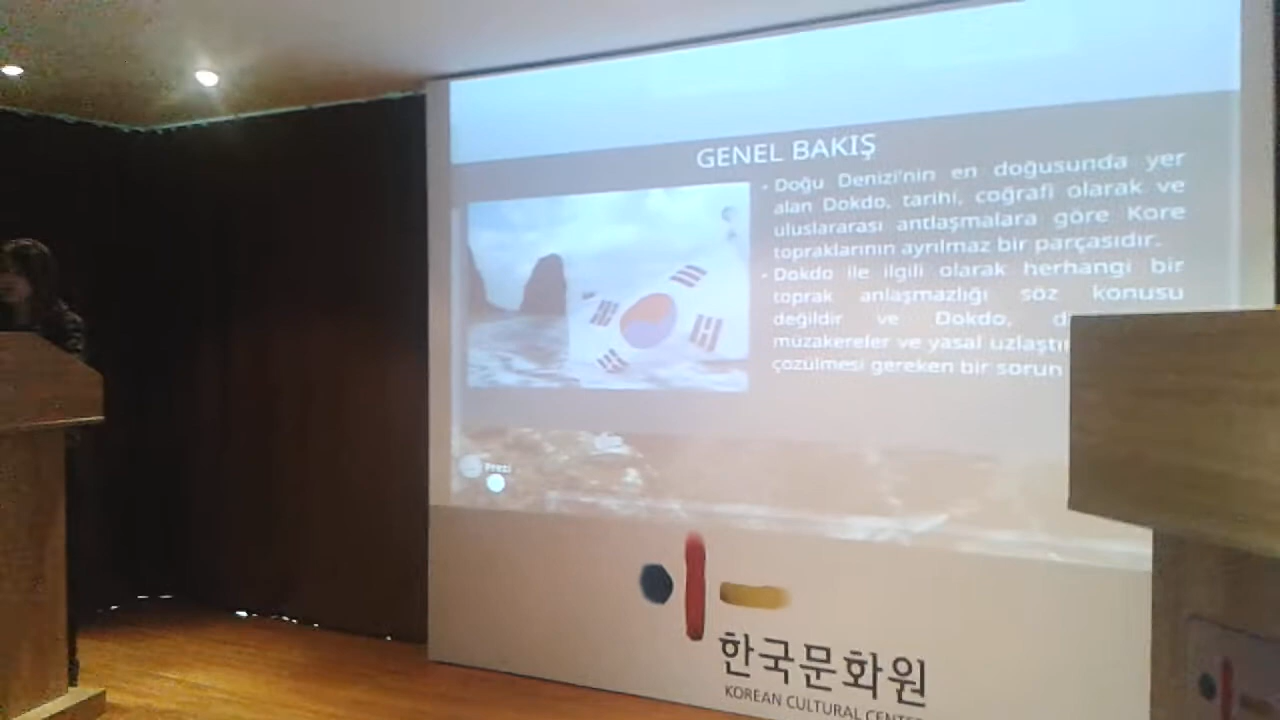 GENEL BAKIŞ
• Doğu Denizi'nin en doğusunda yer
alan Dokdo, tarihi, coğrafi olarak ve
uluslararası antlaşmalara göre Kore
topraklarının ayrılmaz bir parçasıdır.
• Dokdo ile ilgili olarak herhangi bir
toprak anlaşmazlığı söz konusu
değildir ve Dokdo,
müzakereler ve yasal
çözülmesi gereken bir sorun
Prezi
한국문화원
KOREAN CULTURAL CENTER